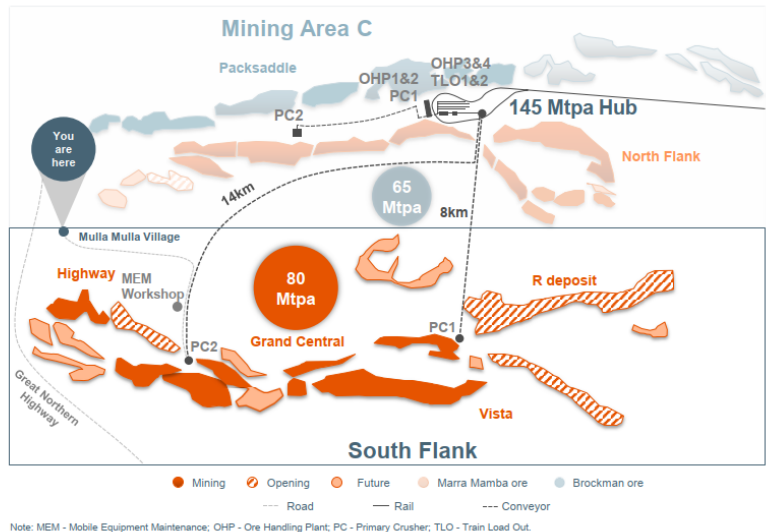 Mining Area C
Packsaddle
OHP3&4
TLO1&2
OHP1&2
PC1
PC2
145 Mtpa Hub
You
are
here
North Flank
14km
65
Mtpa
8km
Mulla Mulla Village
Highway
MEM
Workshop
80
Mtpa
R deposit
Grand Central
PC1
PC2
Great Northern
Highway
Vista
South Flank
Mining Opening Future Marra Mamba ore Brockman ore
Road Rail Conveyor
Note: MEM - Mobile Equipment Maintenance; OHP - Ore Handling Plant; PC - Primary Crusher; TLO - Train Load Out.